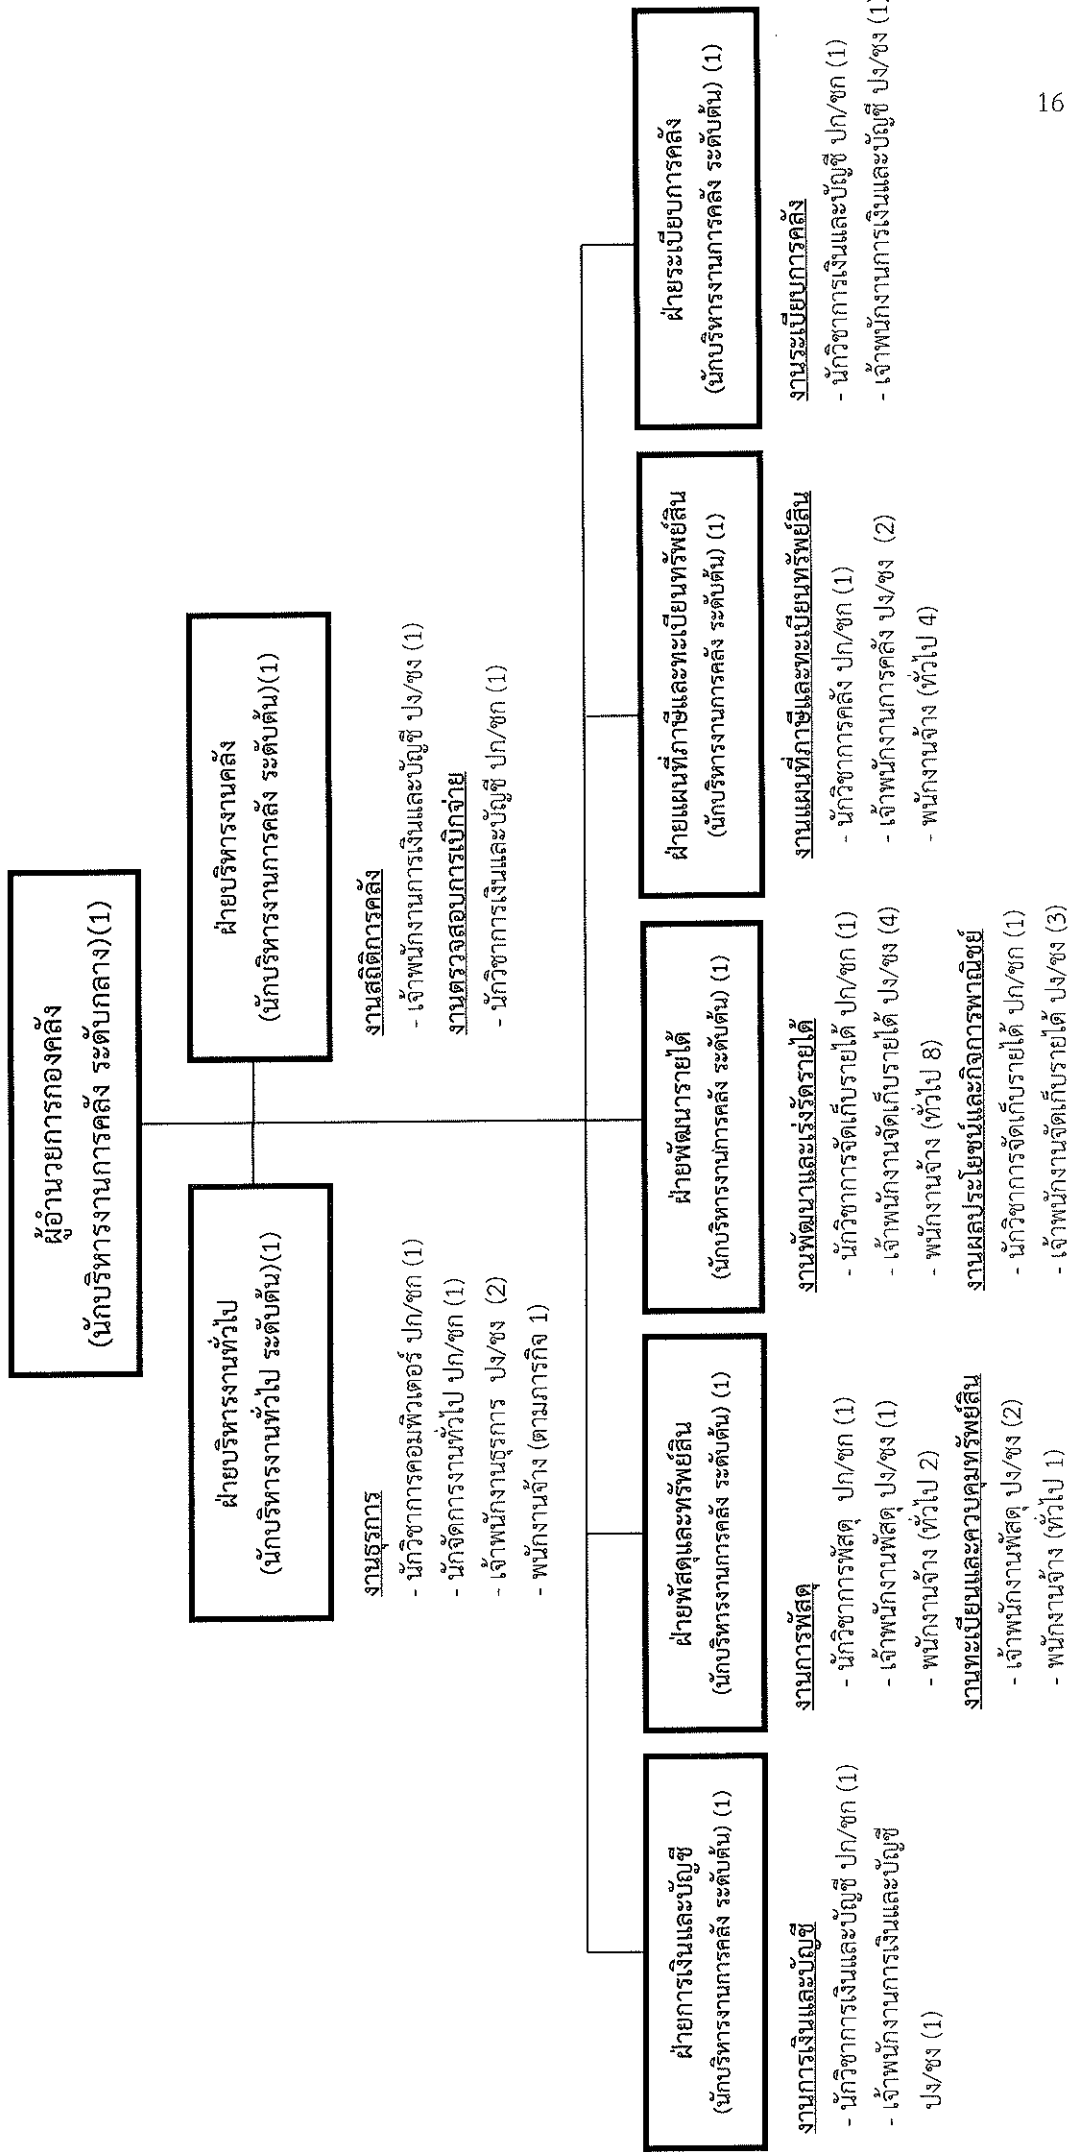 ผู้อำนวยการกองคลัง
(นักบริหารงานการคลัง ระดับกลาง)(1)
ฝ่ายบริหารงานทั่วไป
(นักบริหารงานทั่วไป ระดับต้น)(1)
งานธุรการ
- นักวิชาการคอมพิวเตอร์ ปก/ชก (1)
- นักจัดการงานทั่วไป ปก/ชก (1)
- เจ้าพนักงานธุรการ ปง/ชง (2)
- พนักงานจ้าง (ตามภารกิจ 1)
ฝ่ายบริหารงานคลัง
(นักบริหารงานการคลัง ระดับต้น)(1)
งานสถิติการคลัง
- เจ้าพนักงานการเงินและบัญชี ปง/ชง (1)
งานตรวจสอบการเบิกจ่าย
- นักวิชาการเงินและบัญชี ปก/ชก (1)
ฝ่ายการเงินและบัญชี
(นักบริหารงานการคลัง ระดับต้น) (1)
งานการเงินและบัญชี
- นักวิชาการเงินและบัญชี ปก/ชก (1)
- เจ้าพนักงานการเงินและบัญชี
ปง/ชง (1)
ฝ่ายพัสดุและทรัพย์สิน
(นักบริหารงานการคลัง ระดับต้น) (1)
งานการพัสดุ
- นักวิชาการพัสดุ ปก/ชก (1)
- เจ้าพนักงานพัสดุ ปง/ชง (1)
- พนักงานจ้าง (ทั่วไป 2)
งานทะเบียนและควบคุมทรัพย์สิน
- เจ้าพนักงานพัสดุ ปง/ชง (2)
- พนักงานจ้าง (ทั่วไป 1)
ฝ่ายพัฒนารายได้
(นักบริหารงานการคลัง ระดับต้น) (1)
งานพัฒนาและเร่งรัดรายได้
- นักวิชาการจัดเก็บรายได้ ปก/ชก (1)
- เจ้าพนักงานจัดเก็บรายได้ ปง/ชง (4)
- พนักงานจ้าง (ทั่วไป 8)
งานผลประโยชน์และกิจการพาณิชย์
- นักวิชาการจัดเก็บรายได้ ปก/ชก (1)
- เจ้าพนักงานจัดเก็บรายได้ ปง/ชง (3)
ฝ่ายแผนที่ภาษีและทะเบียนทรัพย์สิน
(นักบริหารงานการคลัง ระดับต้น) (1)
งานแผนที่ภาษีและทะเบียนทรัพย์สิน
- นักวิชาการคลัง ปก/ชก (1)
- เจ้าพนักงานการคลัง ปง/ชง (2)
- พนักงานจ้าง (ทั่วไป 4)
ฝ่ายระเบียบการคลัง
(นักบริหารงานการคลัง ระดับต้น) (1)
งานระเบียบการคลัง
- นักวิชาการเงินและบัญชี ปก/ชก (1)
- เจ้าพนักงานการเงินและบัญชี ปง/ชง (1)
16